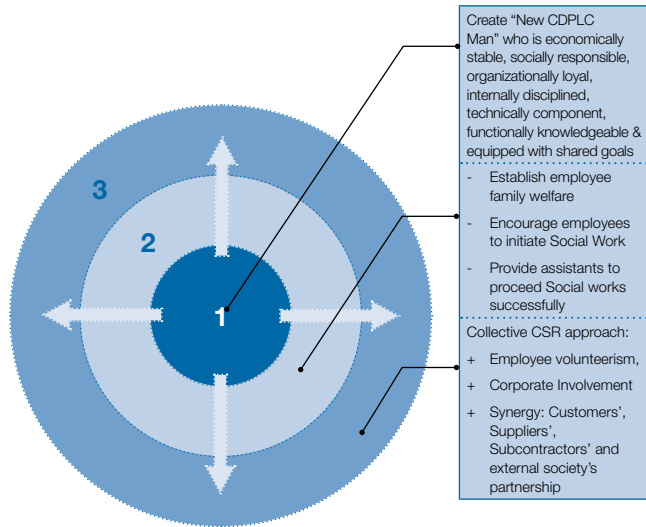 Create “New CDPLC
Man” who is economically
stable, socially responsible,
organizationally loyal,
internally disciplined,
technically component,
functionally knowledgeable &
equipped with shared goals
- Establish employee
family welfare
- Encourage employees
to initiate Social Work
- Provide assistants to
proceed Social works
successfully
Collective CSR approach:
+ Employee volunteerism,
+ Corporate Involvement
+ Synergy: Customers’,
Suppliers’,
Subcontractors’ and
external society’s
partnership
3
2
1